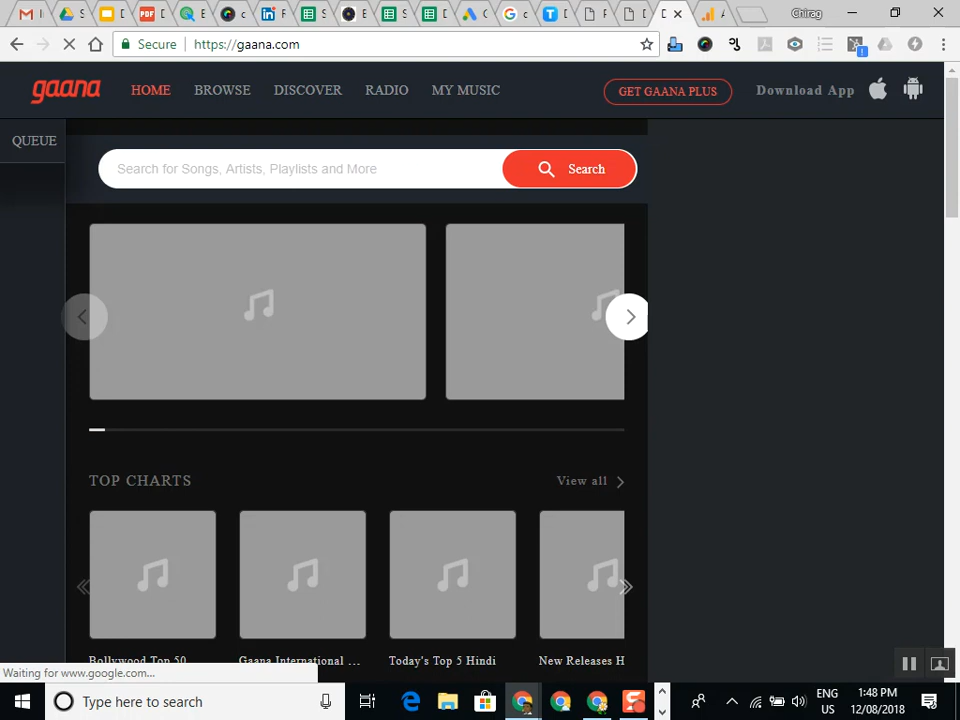 Chirag
Secure
https://gaana.com
gaana
HOME
BROWSE
DISCOVER
RADIO
MY MUSIC
GET GAANA PLUS
Download App
QUEUE
Search for Songs, Artists, Playlists and More
Search
TOP CHARTS
View all
Bollywood Top 50
Gaana International ...
Today's Top 5 Hindi
New Releases H
Waiting for www.google.com...
Type here to search
ENG
US
1:48 PM
12/08/2018